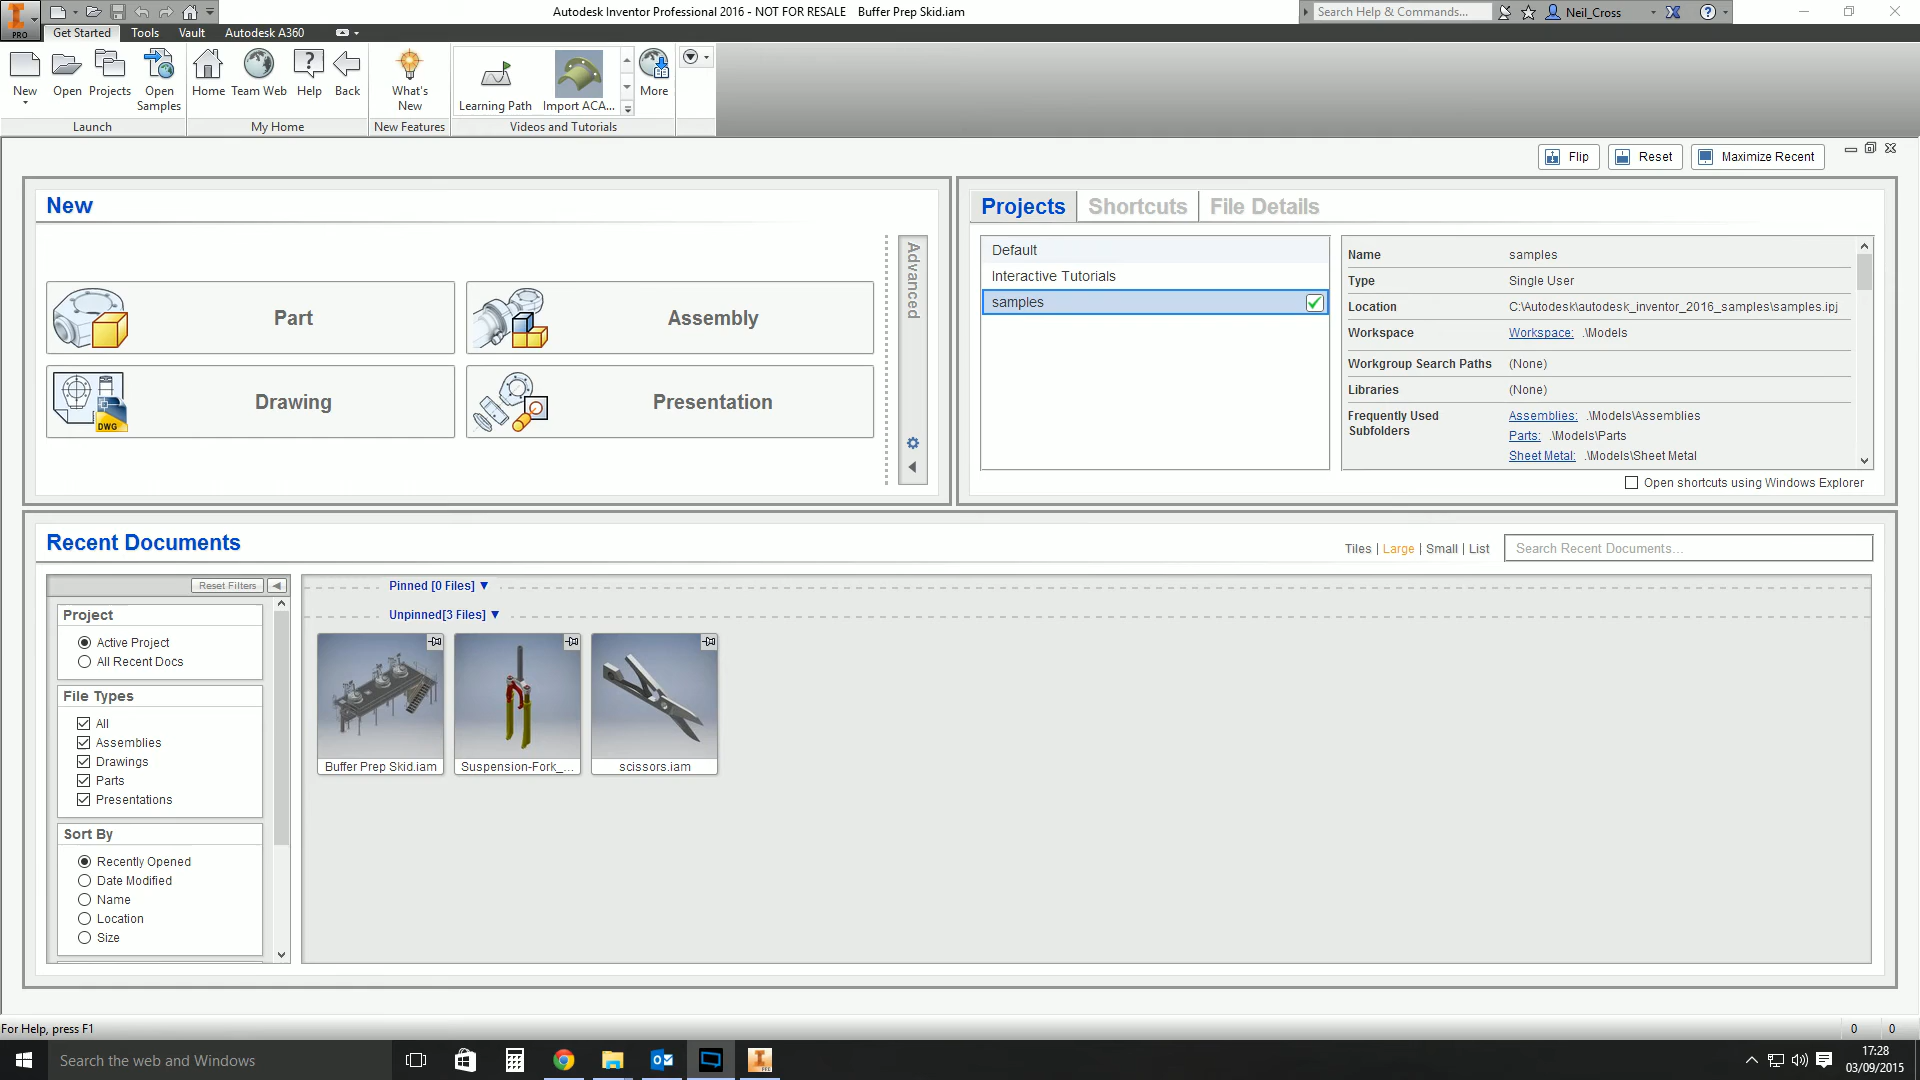 Autodesk Inventor Professional 2016 - NOT FOR RESALE Buffer Prep Skid.iam
Search Help & Commands...
Neil_Cross
PRO
Get Started
Tools
Vault
Autodesk A360
New
Open
Projects
Open Samples
Home
Team Web
Help
Back
What's New
Learning Path
Import ACA...
More
Launch
My Home
New Features
Videos and Tutorials
Flip
Reset
Maximize Recent
New
Part
Assembly
Drawing
DWG
Presentation
Advanced
Projects
Shortcuts
File Details
Default
Interactive Tutorials
samples
Name samples
Type Single User
Location C:\Autodesk\autodesk_inventor_2016_samples\samples.ipj
Workspace Workspace: .\Models
Workgroup Search Paths (None)
Libraries (None)
Frequently Used Subfolders
Assemblies: .\Models\Assemblies
Parts: .\Models\Parts
Sheet Metal: .\Models\Sheet Metal
Open shortcuts using Windows Explorer
Recent Documents
Tiles | Large | Small | List
Search Recent Documents...
Reset Filters
Project
Active Project
All Recent Docs
File Types
All
Assemblies
Drawings
Parts
Presentations
Sort By
Recently Opened
Date Modified
Name
Location
Size
Pinned [0 Files]
Unpinned[3 Files]
Buffer Prep Skid.iam
Suspension-Fork_...
scissors.iam
For Help, press F1
0 0
Search the web and Windows
17:28
03/09/2015